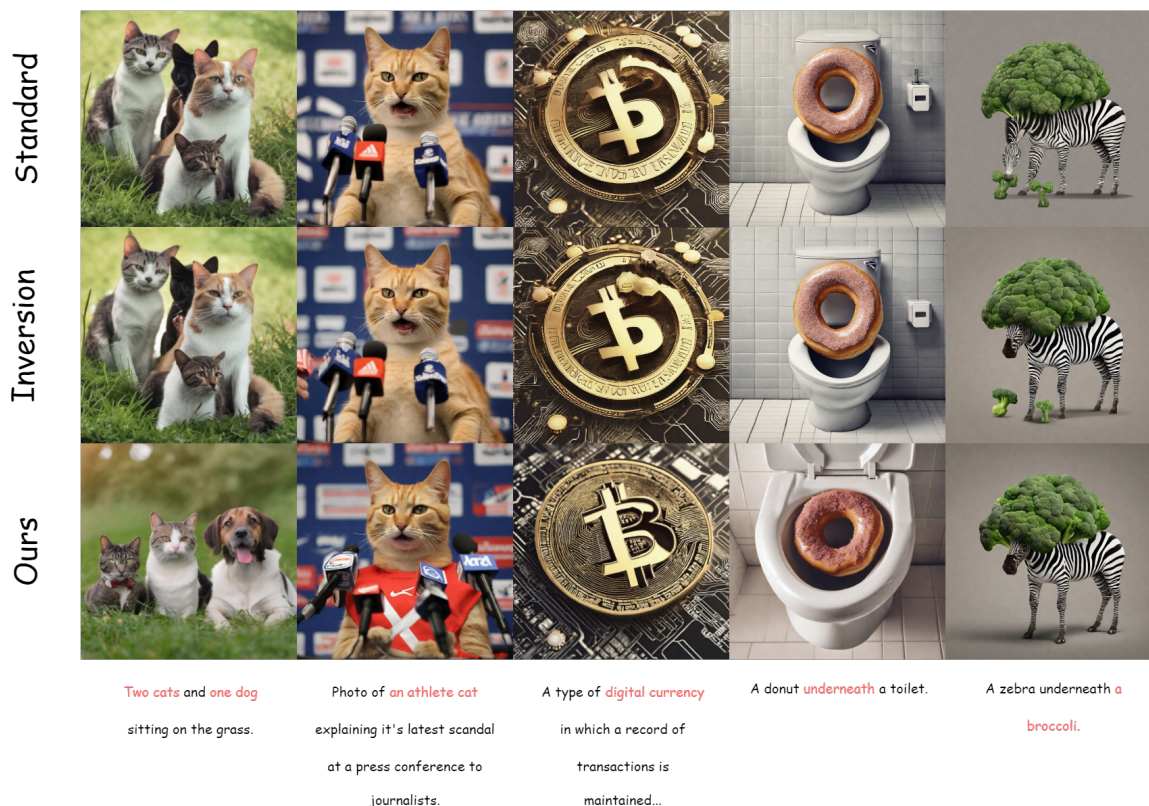 Standard
Inversion
Ours
Two cats and one dog
sitting on the grass.
Photo of an athlete cat
explaining it's latest scandal
at a press conference to
journalists.
A type of digital currency
in which a record of
transactions is
maintained...
A donut underneath a toilet.
A zebra underneath a
broccoli.